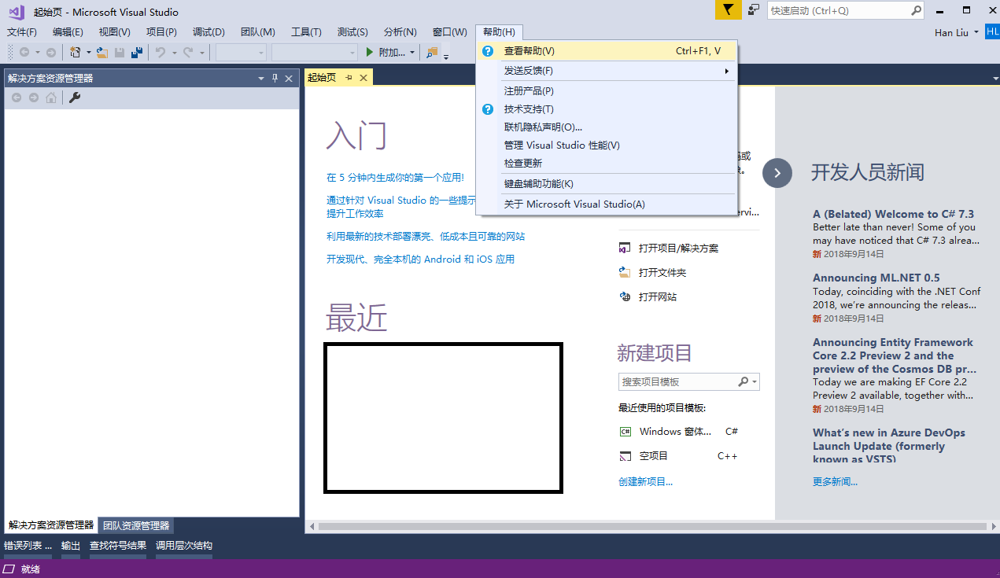 起始页 - Microsoft Visual Studio
快速启动 (Ctrl+Q)
文件(F) 编辑(E) 视图(V) 项目(P) 调试(D) 团队(M) 工具(T) 测试(S) 分析(N) 窗口(W) 帮助(H)
Han Liu
HL
附加...
查看帮助(V) Ctrl+F1, V
发送反馈(F)
注册产品(P)
技术支持(T)
联机隐私声明(O)...
管理 Visual Studio 性能(V)
检查更新
键盘辅助功能(K)
关于 Microsoft Visual Studio(A)
解决方案资源管理器
起始页
入门
在 5 分钟内生成你的第一个应用!
通过针对 Visual Studio 的一些提示
提升工作效率
利用最新的技术部署漂亮、低成本且可靠的网站
开发现代、完全本机的 Android 和 iOS 应用
最近
或
打开项目/解决方案
打开文件夹
打开网站
新建项目
搜索项目模板
最近使用的项目模板:
C# Windows 窗体... C#
空项目 C++
创建新项目...
开发人员新闻
A (Belated) Welcome to C# 7.3
Better late than never! Some of you
may have noticed that C# 7.3 alrea...
新 2018年9月14日
Announcing ML.NET 0.5
Today, coinciding with the .NET Conf
2018, we're announcing the releas...
新 2018年9月14日
Announcing Entity Framework
Core 2.2 Preview 2 and the
preview of the Cosmos DB pr...
Today we are making EF Core 2.2
Preview 2 available, together with...
新 2018年9月14日
What's new in Azure DevOps
Launch Update (formerly
known as VSTS)
更多新闻...
解决方案资源管理器 团队资源管理器
错误列表 ... 输出 查找符号结果 调用层次结构
就绪